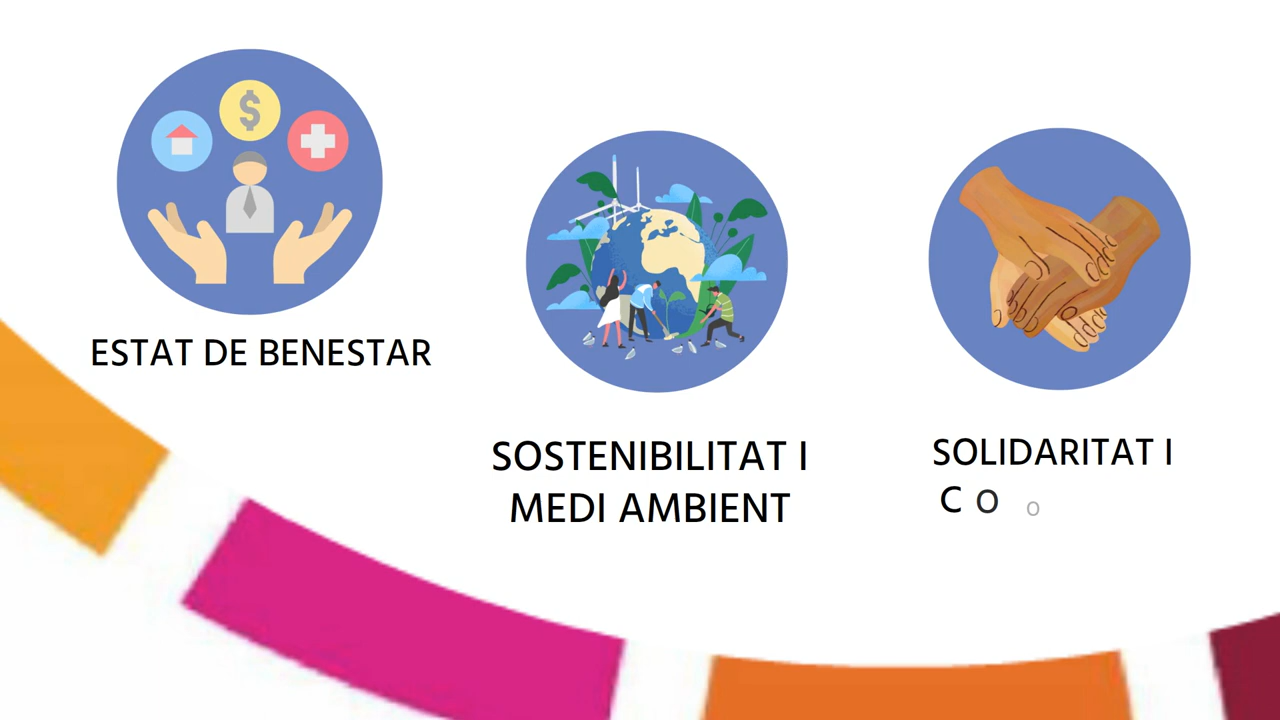 ESTAT DE BENESTAR
SOSTENIBILITAT I
MEDI AMBIENT
SOLIDARITAT I
C O o
$